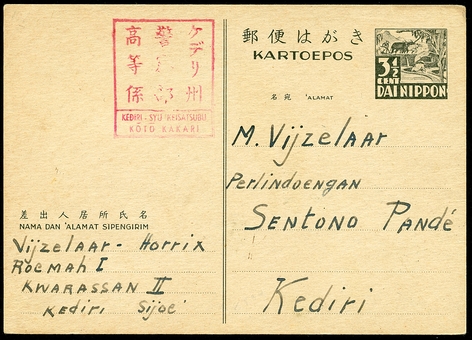 郵便はがき
KARTOEPOS
3½
CENT
DAI NIPPON
ケデリ州
警察部
高等係
KEDIRI-SYU KEISATSUBU
KŌTŌ KAKARI
名宛 'ALAMAT
M. Vijzelaar
Perlindoengan
SENTONO Pandé
Kediri
差出人居所氏名
NAMA DAN 'ALAMAT SIPENGIRIM
Vijzelaar - Horrix
Roemah I
KWARASSAN II
Kediri Sijoe